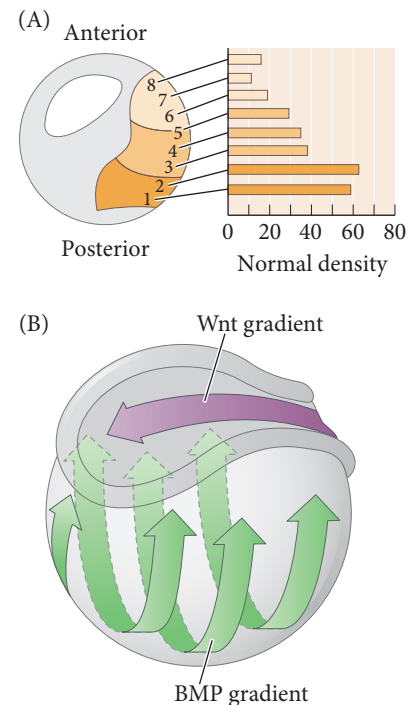 (A)
Anterior
8
7
6
5
4
3
2
1
Posterior
0 20 40 60 80
Normal density
(B)
Wnt gradient
BMP gradient